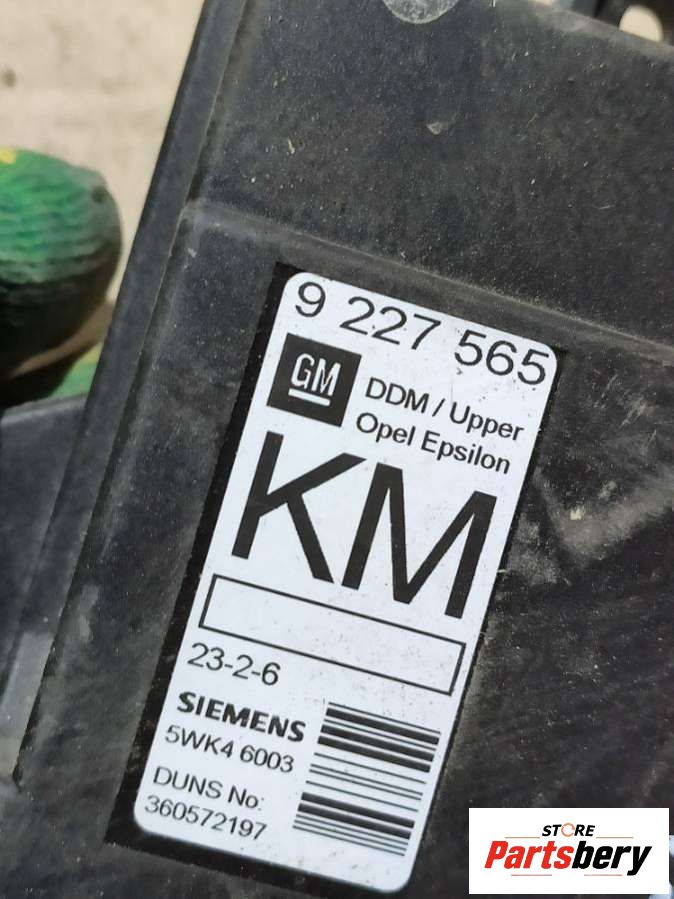 9 227 565
GM
DDM / Upper
Opel Epsilon
KM
23-2-6
SIEMENS
5WK4 6003
DUNS No:
360572197
STORE
Partsbery